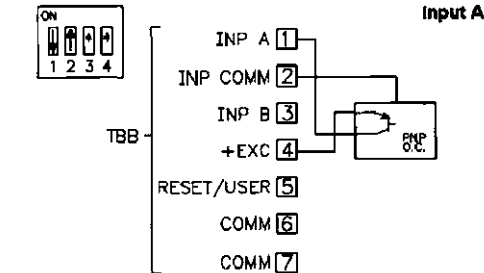 Input A
ON
1 2 3 4
INP A 1
INP COMM 2
INP B 3
TBB
+EXC 4
PNP
O.C.
RESET/USER 5
COMM 6
COMM 7